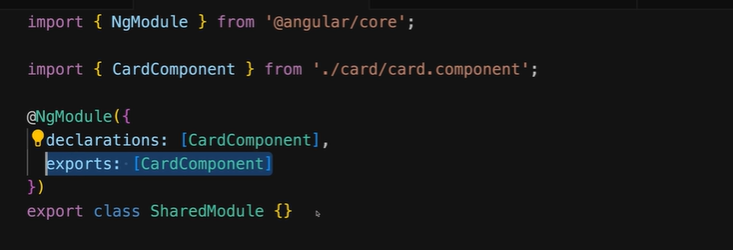 import { NgModule } from '@angular/core';
import { CardComponent } from './card/card.component';
@NgModule({
declarations: [CardComponent],
exports: [CardComponent]
})
export class SharedModule {}